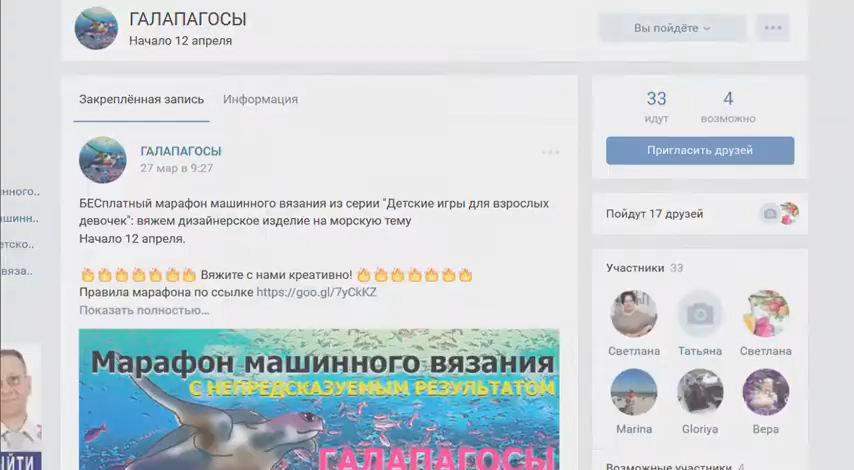 ГАЛАПАГОСЫ
Начало 12 апреля
Вы пойдёте
Закреплённая запись
Информация
ГАЛАПАГОСЫ
27 мар в 9:27
БЕСплатный марафон машинного вязания из серии "Детские игры для взрослых
девочек": вяжем дизайнерское изделие на морскую тему
Начало 12 апреля.
Вяжите с нами креативно!
Правила марафона по ссылке https://goo.gl/7yCkKZ
Показать полностью...
Марафон машинного вязания
С НЕПРЕДСКАЗУЕМЫМ РЕЗУЛЬТАТОМ
ГАЛАПАГОСЫ
33
4
идут
возможно
Пригласить друзей
Пойдут 17 друзей
Участники 33
Светлана
Татьяна
Светлана
Marina
Gloriya
Вера
Возможные участники 4